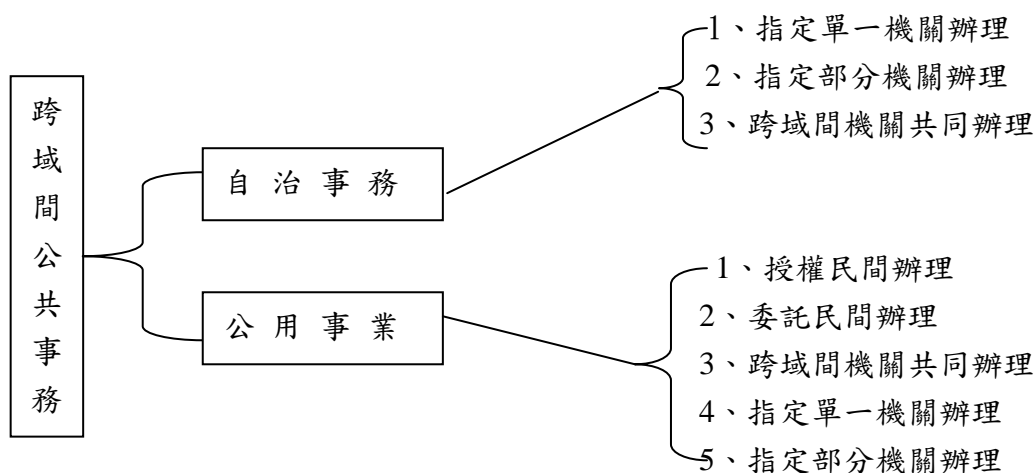 跨域間公共事務
自治事務
1、指定單一機關辦理
2、指定部分機關辦理
3、跨域間機關共同辦理
公用事業
1、授權民間辦理
2、委託民間辦理
3、跨域間機關共同辦理
4、指定單一機關辦理
5、指定部分機關辦理